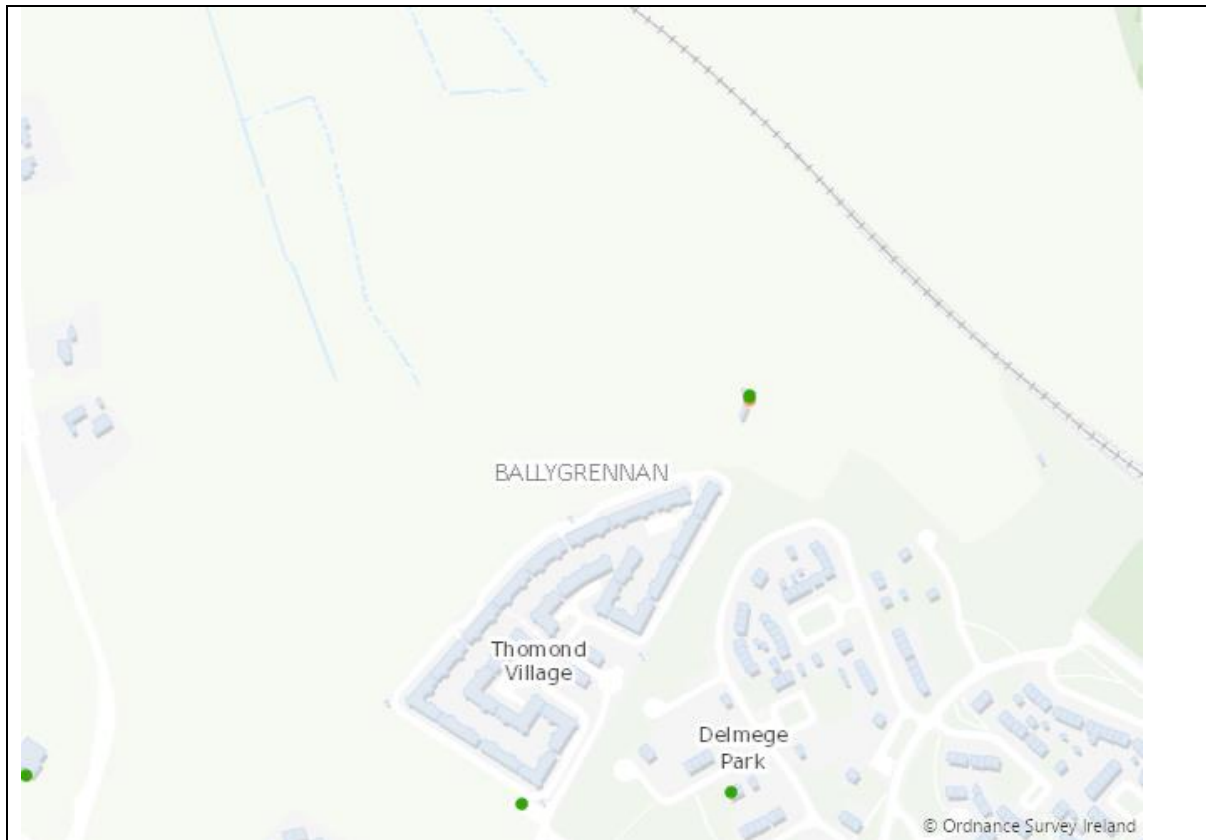 BALLYGRENNAN
Thomond
Village
Delmege
Park
© Ordnance Survey Ireland